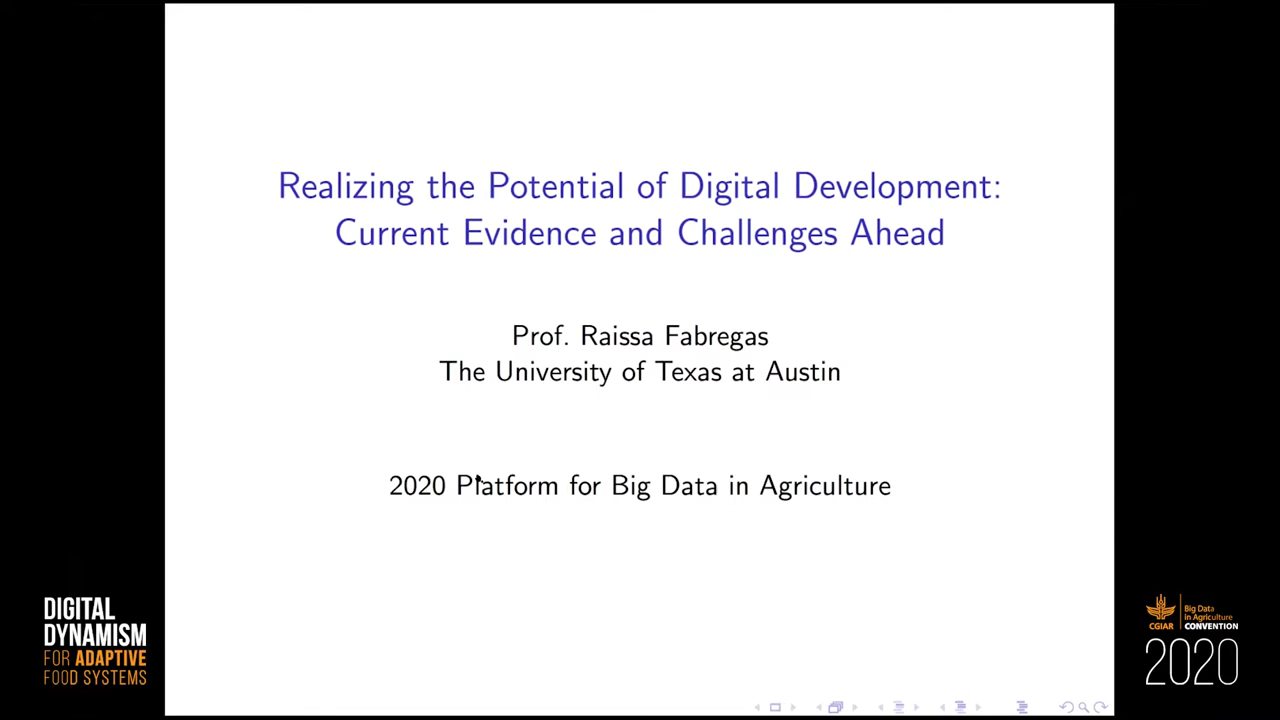 Realizing the Potential of Digital Development:
Current Evidence and Challenges Ahead
Prof. Raissa Fabregas
The University of Texas at Austin
2020 Platform for Big Data in Agriculture
DIGITAL
DYNAMISM
FOR ADAPTIVE
FOOD SYSTEMS
CGIAR
Big Data
in Agriculture
CONVENTION
2020